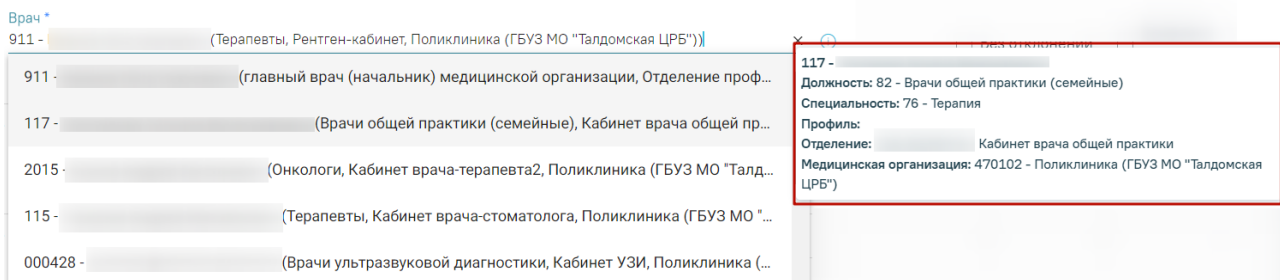 Врач *
911 - (Терапевты, Рентген-кабинет, Поликлиника (ГБУЗ МО "Талдомская ЦРБ"))
911 - (главный врач (начальник) медицинской организации, Отделение проф...
117 - (Врачи общей практики (семейные), Кабинет врача общей пр...
2015 - (Онкологи, Кабинет врача-терапевта2, Поликлиника (ГБУЗ МО "Талд...
115 - (Терапевты, Кабинет врача-стоматолога, Поликлиника (ГБУЗ МО "...
000428 - (Врачи ультразвуковой диагностики, Кабинет УЗИ, Поликлиника (...
Без отклонений
117 -
Должность: 82 - Врачи общей практики (семейные)
Специальность: 76 - Терапия
Профиль:
Отделение: Кабинет врача общей практики
Медицинская организация: 470102 - Поликлиника (ГБУЗ МО "Талдомская
ЦРБ")